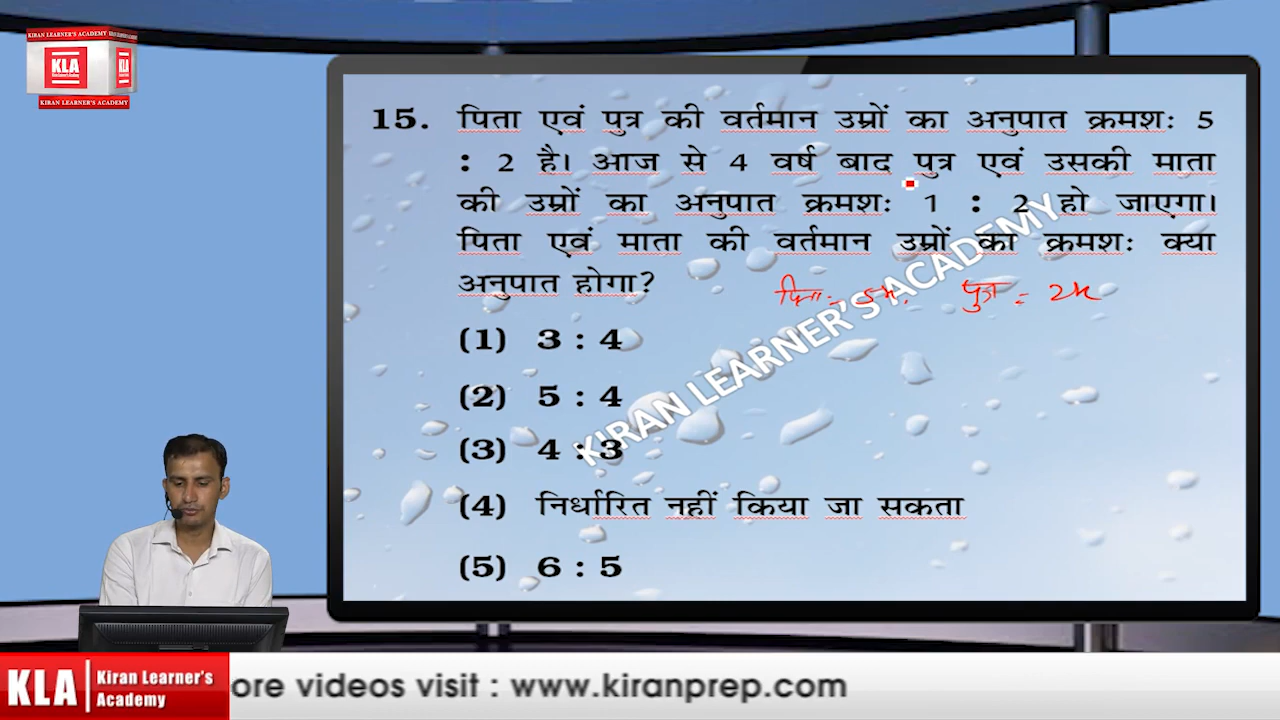 KIRAN LEARNER'S ACADEMY
KLA
KLA
KIRAN LEARNER'S ACADEMY
15. पिता एवं पुत्र की वर्तमान उम्रों का अनुपात क्रमशः 5
: 2 है। आज से 4 वर्ष बाद पुत्र एवं उसकी माता
की उम्रों का अनुपात क्रमशः 1 : 2 हो जाएगा।
पिता एवं माता की वर्तमान उम्रों का क्रमशः क्या
अनुपात होगा?
पिता = 5x. पुत्र = 2x
(1) 3 : 4
(2) 5 : 4
(3) 4 : 3
(4) निर्धारित नहीं किया जा सकता
(5) 6 : 5
KIRAN LEARNER'S ACADEMY
KLA Kiran Learner's
Academy
ore videos visit : www.kiranprep.com